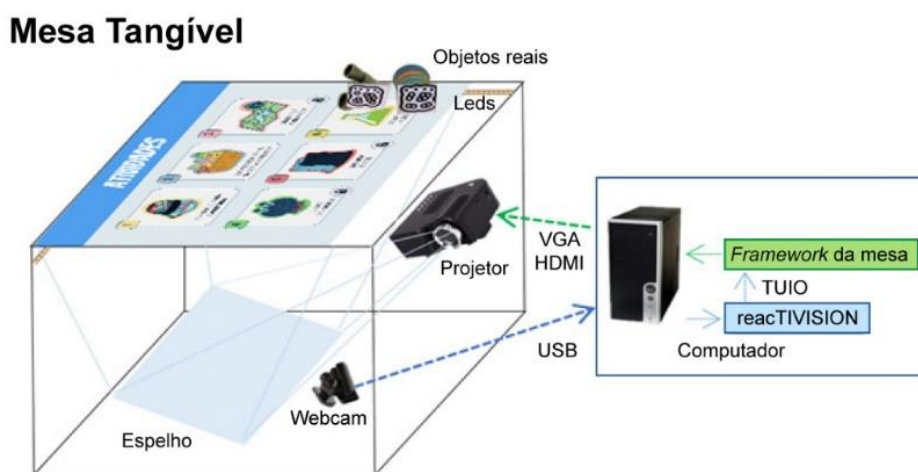 Mesa Tangível
Objetos reais
Leds
ATIVIDADES
Projetor
VGA
HDMI
Framework da mesa
TUIO
reacTIVISION
USB
Computador
Webcam
Espelho